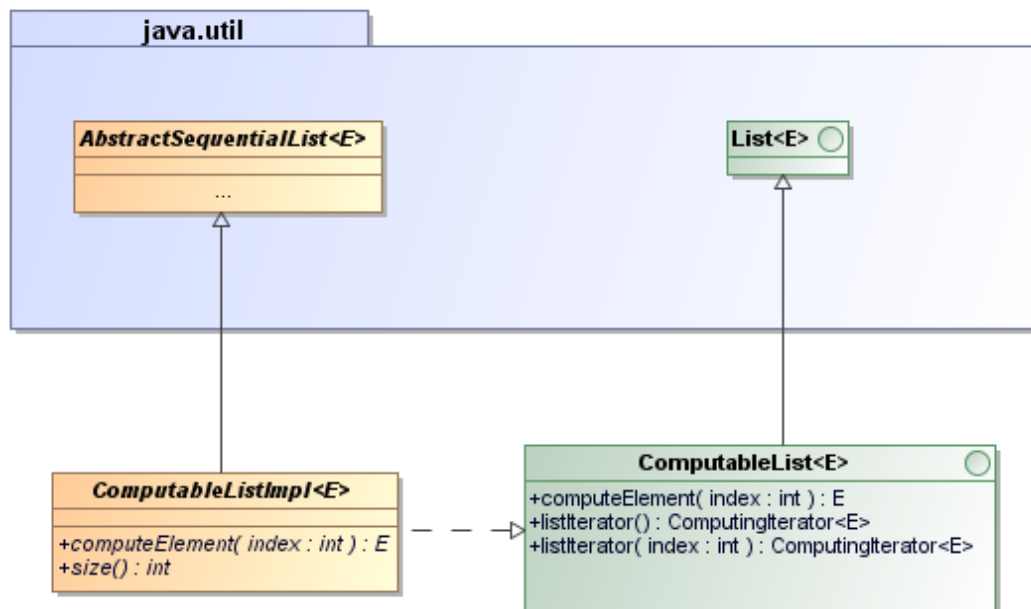 java.util
AbstractSequentialList<E>
...
List<E>
ComputableListImpl<E>
+computeElement( index : int ) : E
+size() : int
ComputableList<E>
+computeElement( index : int ) : E
+listIterator() : ComputingIterator<E>
+listIterator( index : int ) : ComputingIterator<E>